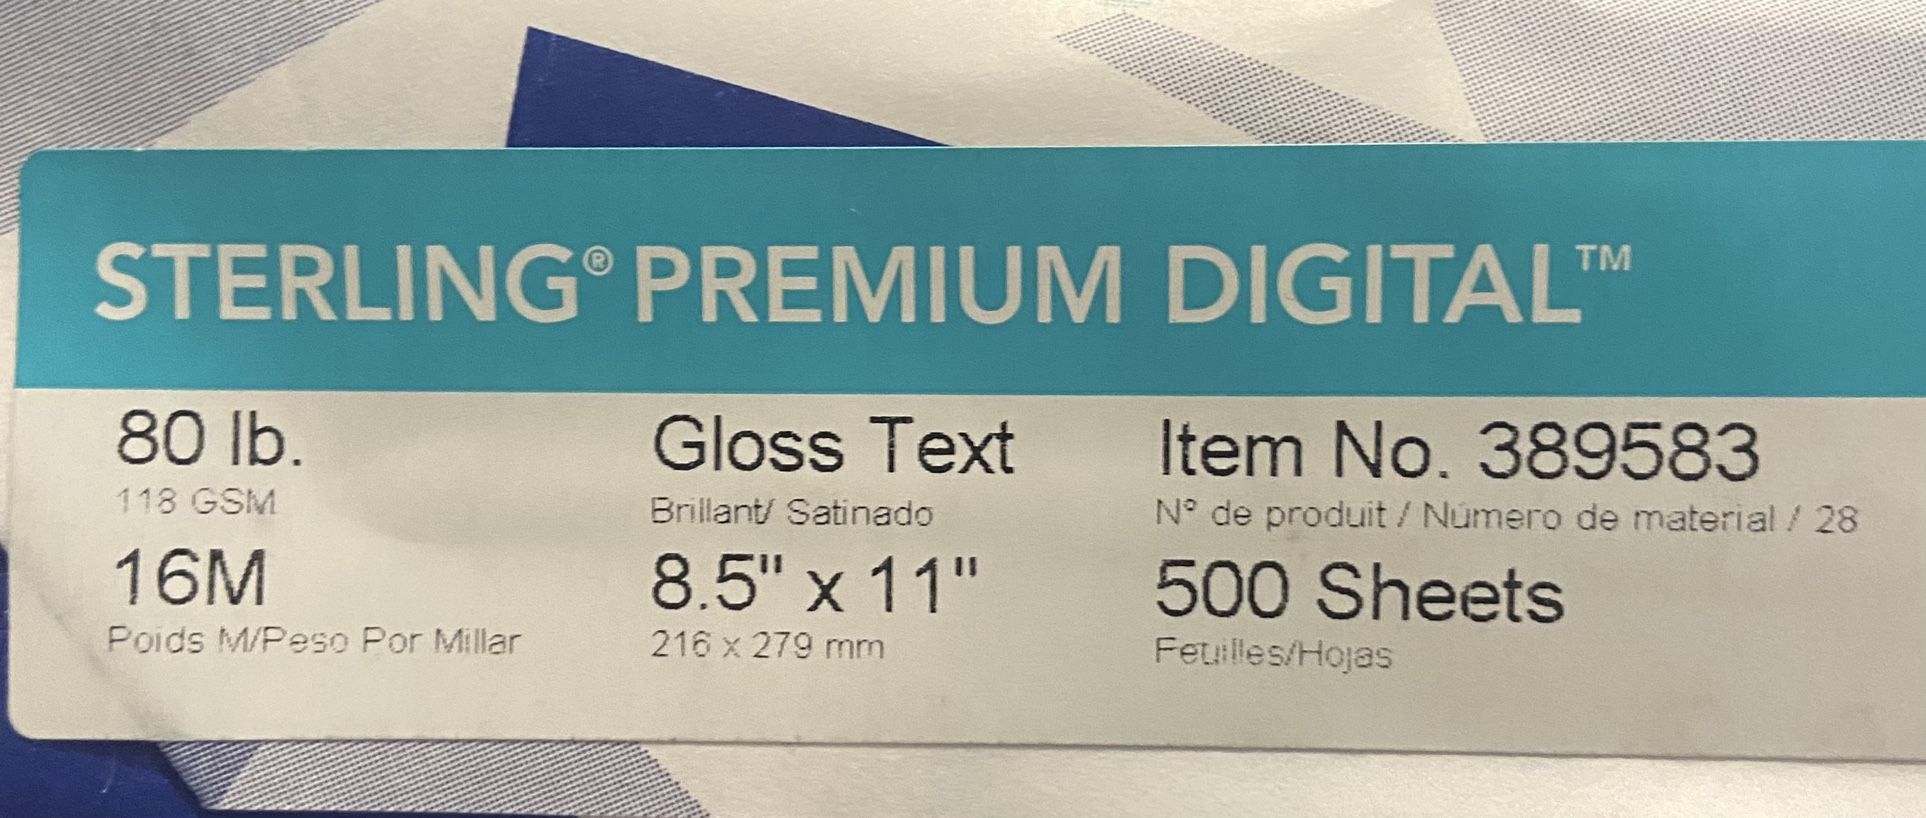 STERLING® PREMIUM DIGITAL™
80 lb. Gloss Text Item No. 389583
118 GSM Brillant/ Satinado N° de produit / Número de material / 28
16M 8.5" x 11" 500 Sheets
Poids M/Peso Por Millar 216 x 279 mm Feuilles/Hojas